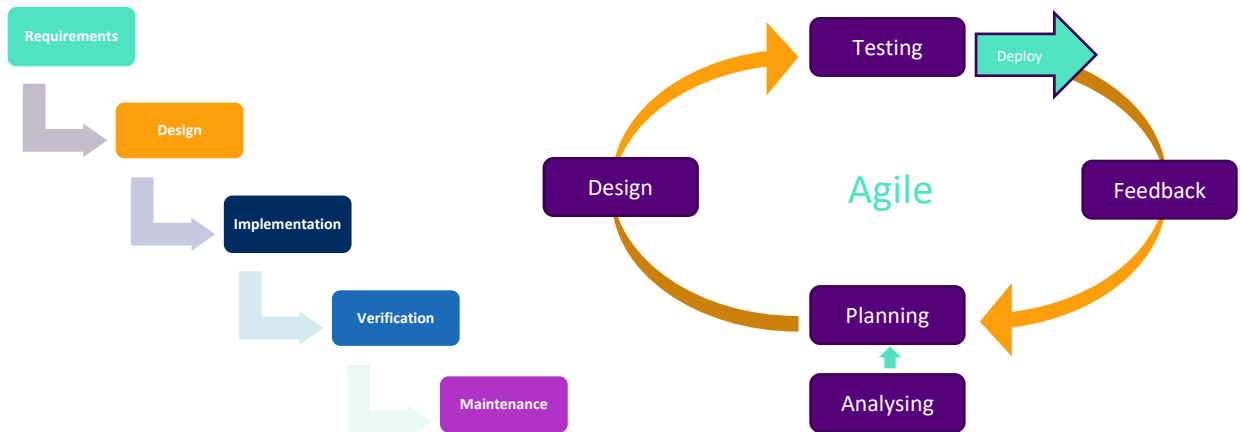 Requirements
Design
Implementation
Verification
Maintenance
Testing
Deploy
Design
Agile
Feedback
Planning
Analysing